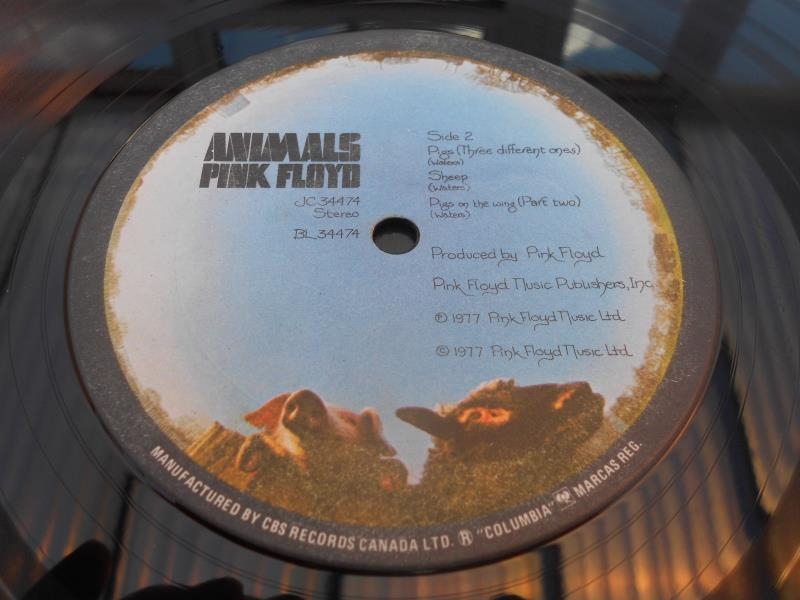 ANIMALS
PINK FLOYD
JC 34474
Stereo
BL 34474
Side 2
Pigs (Three different ones)
(Waters)
Sheep
(Waters)
Pigs on the wing (Part two)
(Waters)
Produced by Pink Floyd
Pink Floyd Music Publishers, Inc.
℗ 1977 Pink Floyd Music Ltd.
© 1977 Pink Floyd Music Ltd.
MANUFACTURED BY CBS RECORDS CANADA LTD. ® "COLUMBIA" MARCAS REG.